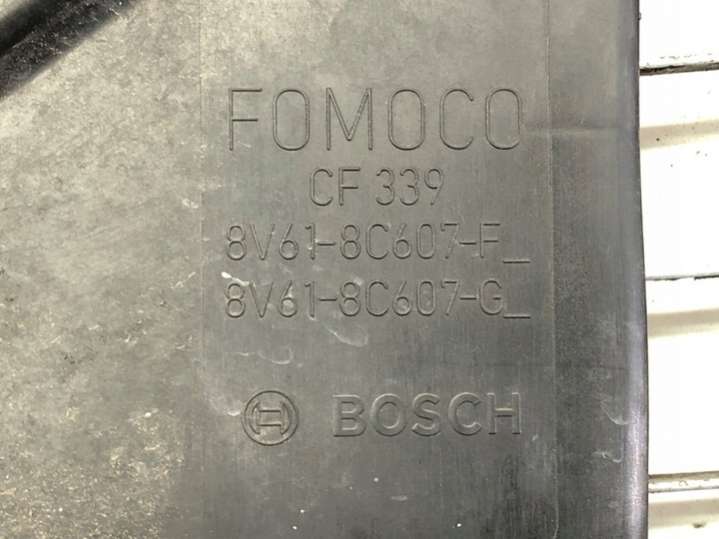 FOMOCO
CF 339
8V61-8C607-F_
8V61-8C607-G_
BOSCH